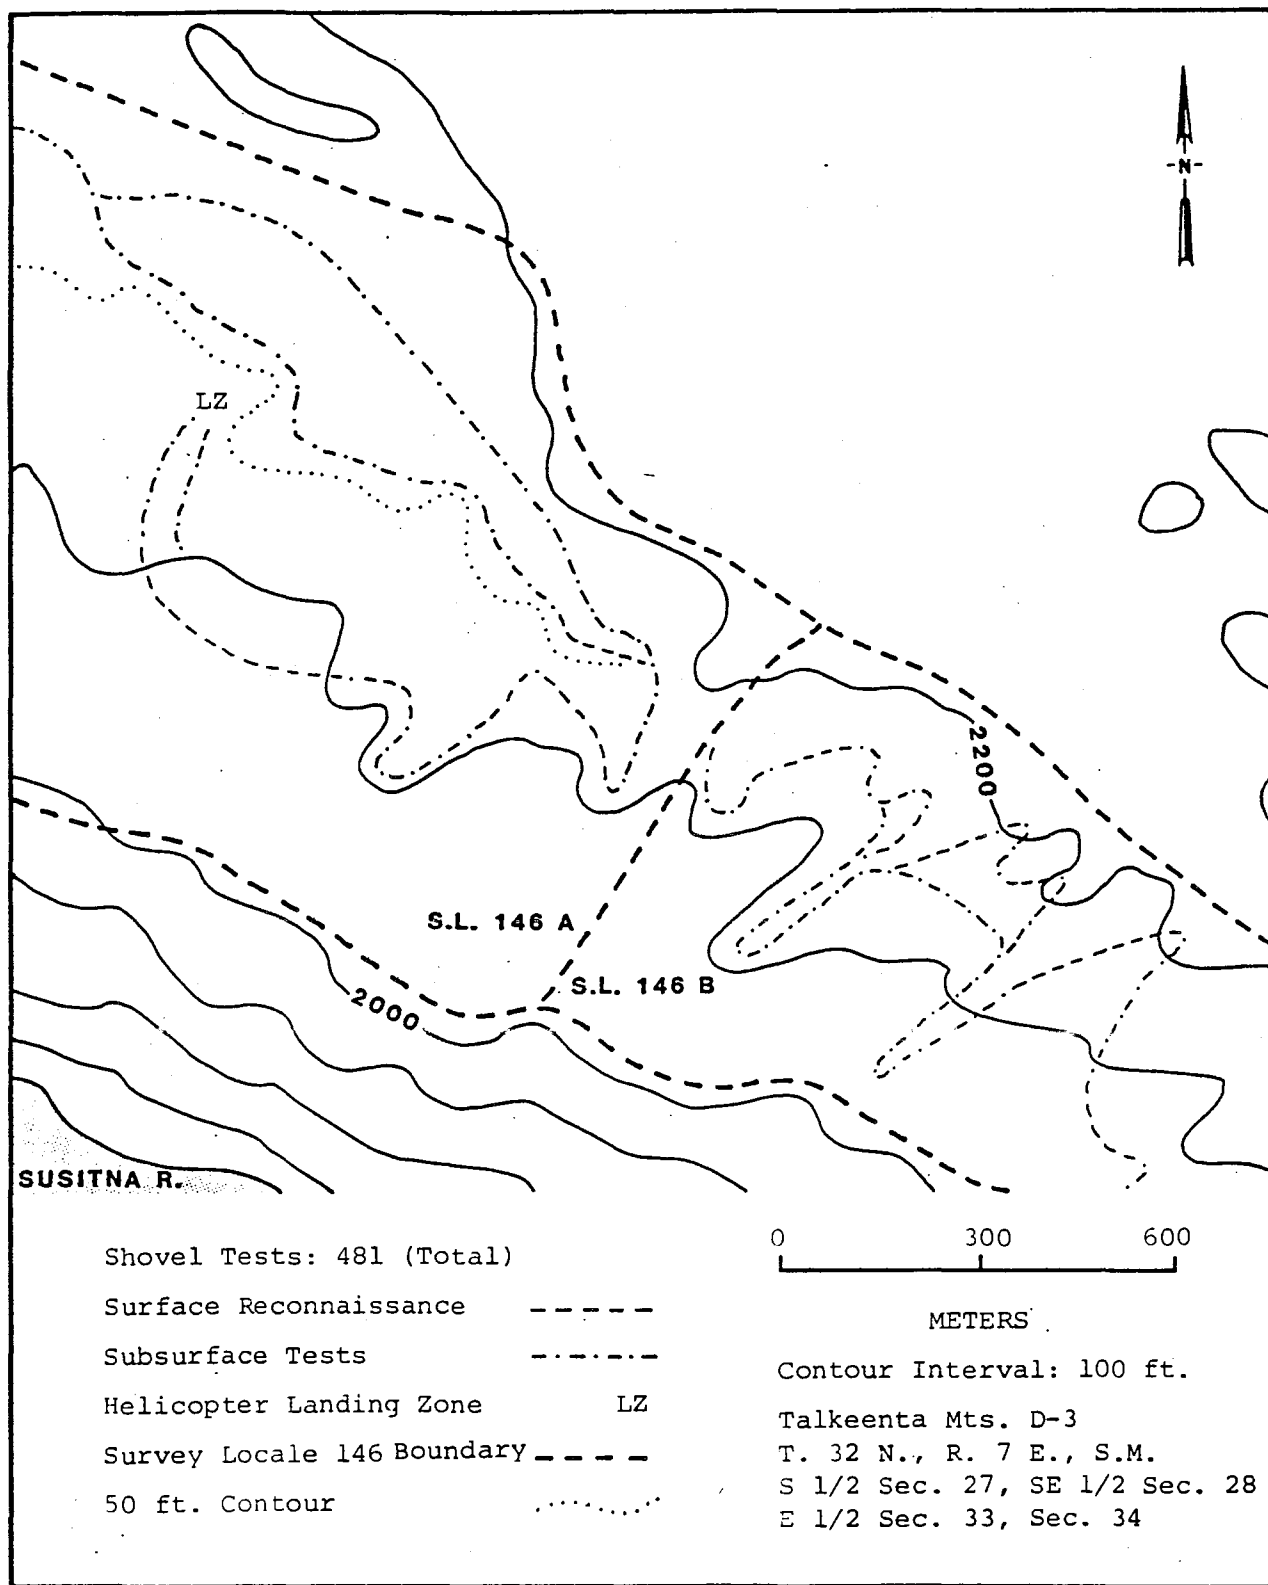 -N-
LZ
2200
S.L. 146 A
S.L. 146 B
2000
SUSITNA R.
Shovel Tests: 481 (Total)
Surface Reconnaissance
Subsurface Tests
Helicopter Landing Zone LZ
Survey Locale 146 Boundary
50 ft. Contour
0 300 600
METERS
Contour Interval: 100 ft.
Talkeenta Mts. D-3
T. 32 N., R. 7 E., S.M.
S 1/2 Sec. 27, SE 1/2 Sec. 28
E 1/2 Sec. 33, Sec. 34